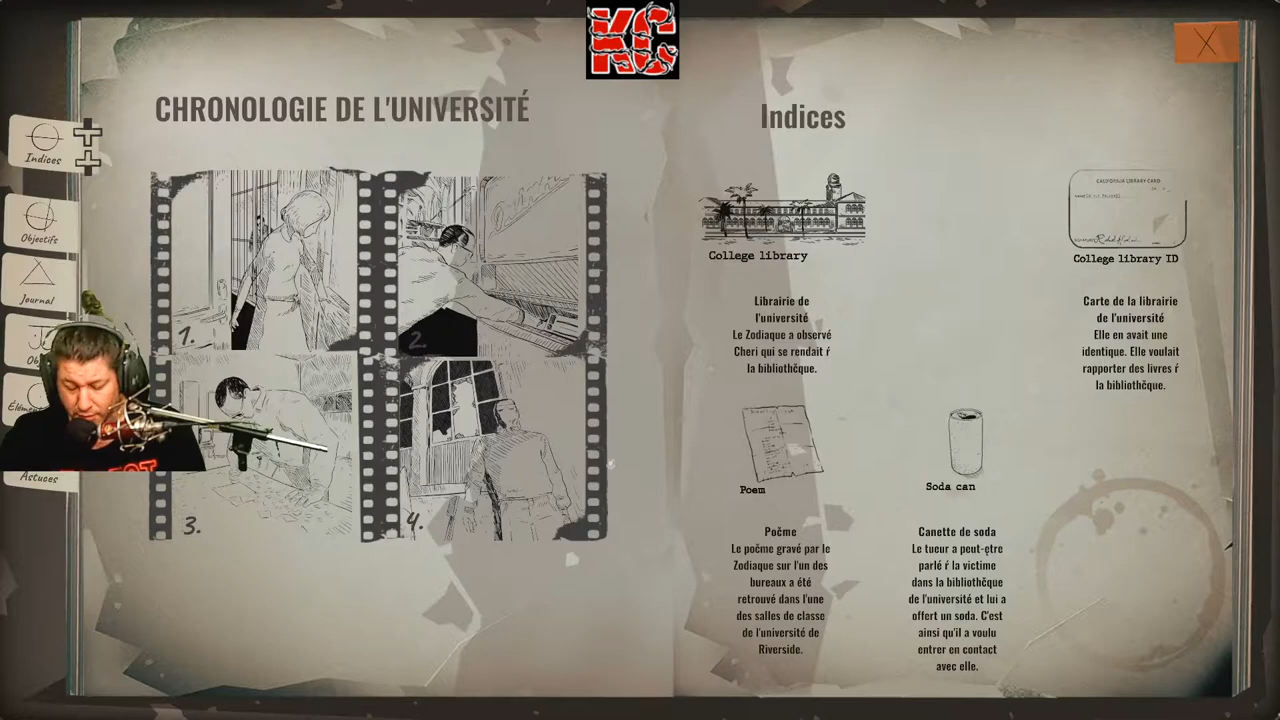 KC
CHRONOLOGIE DE L'UNIVERSITÉ
Indices
Indices
Objectifs
Journal
Astuces
1.
2.
3.
4.
CALIFORNIA LIBRARY CARD
College library
College library ID
Librairie de
l'université
Le Zodiaque a observé
Cheri qui se rendait ŕ
la bibliothčque.
Carte de la librairie
de l'université
Elle en avait une
identique. Elle voulait
rapporter des livres ŕ
la bibliothčque.
Poem
Soda can
Počme
Le počme gravé par le
Zodiaque sur l'un des
bureaux a été
retrouvé dans l'une
des salles de classe
de l'université de
Riverside.
Canette de soda
Le tueur a peut-ętre
parlé ŕ la victime
dans la bibliothčque
de l'université et lui a
offert un soda. C'est
ainsi qu'il a voulu
entrer en contact
avec elle.